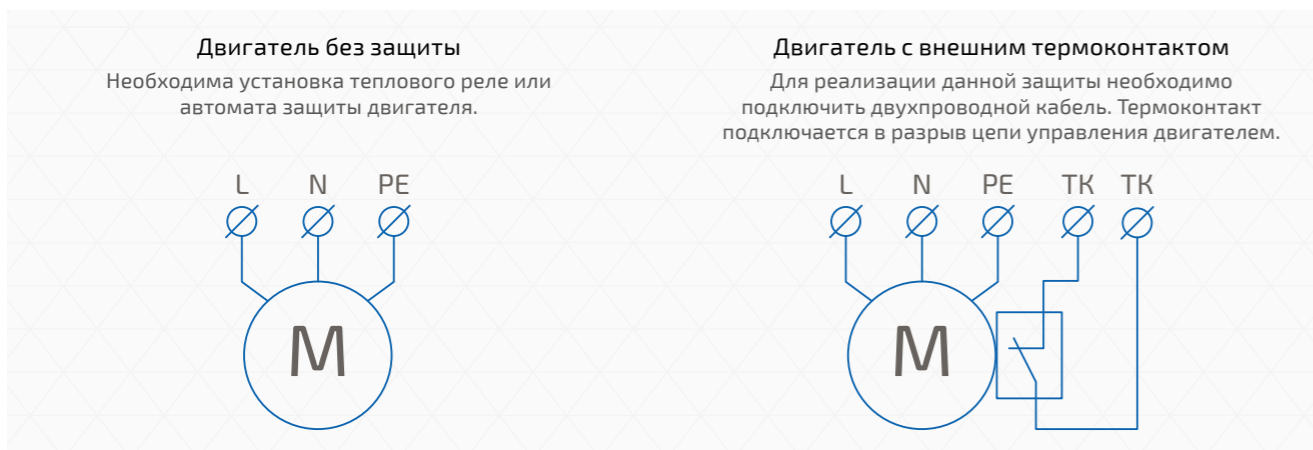 Двигатель без защиты
Необходима установка теплового реле или
автомата защиты двигателя.
L N PE
M
Двигатель с внешним термоконтактом
Для реализации данной защиты необходимо
подключить двухпроводной кабель. Термоконтакт
подключается в разрыв цепи управления двигателем.
L N PE ТК ТК
M